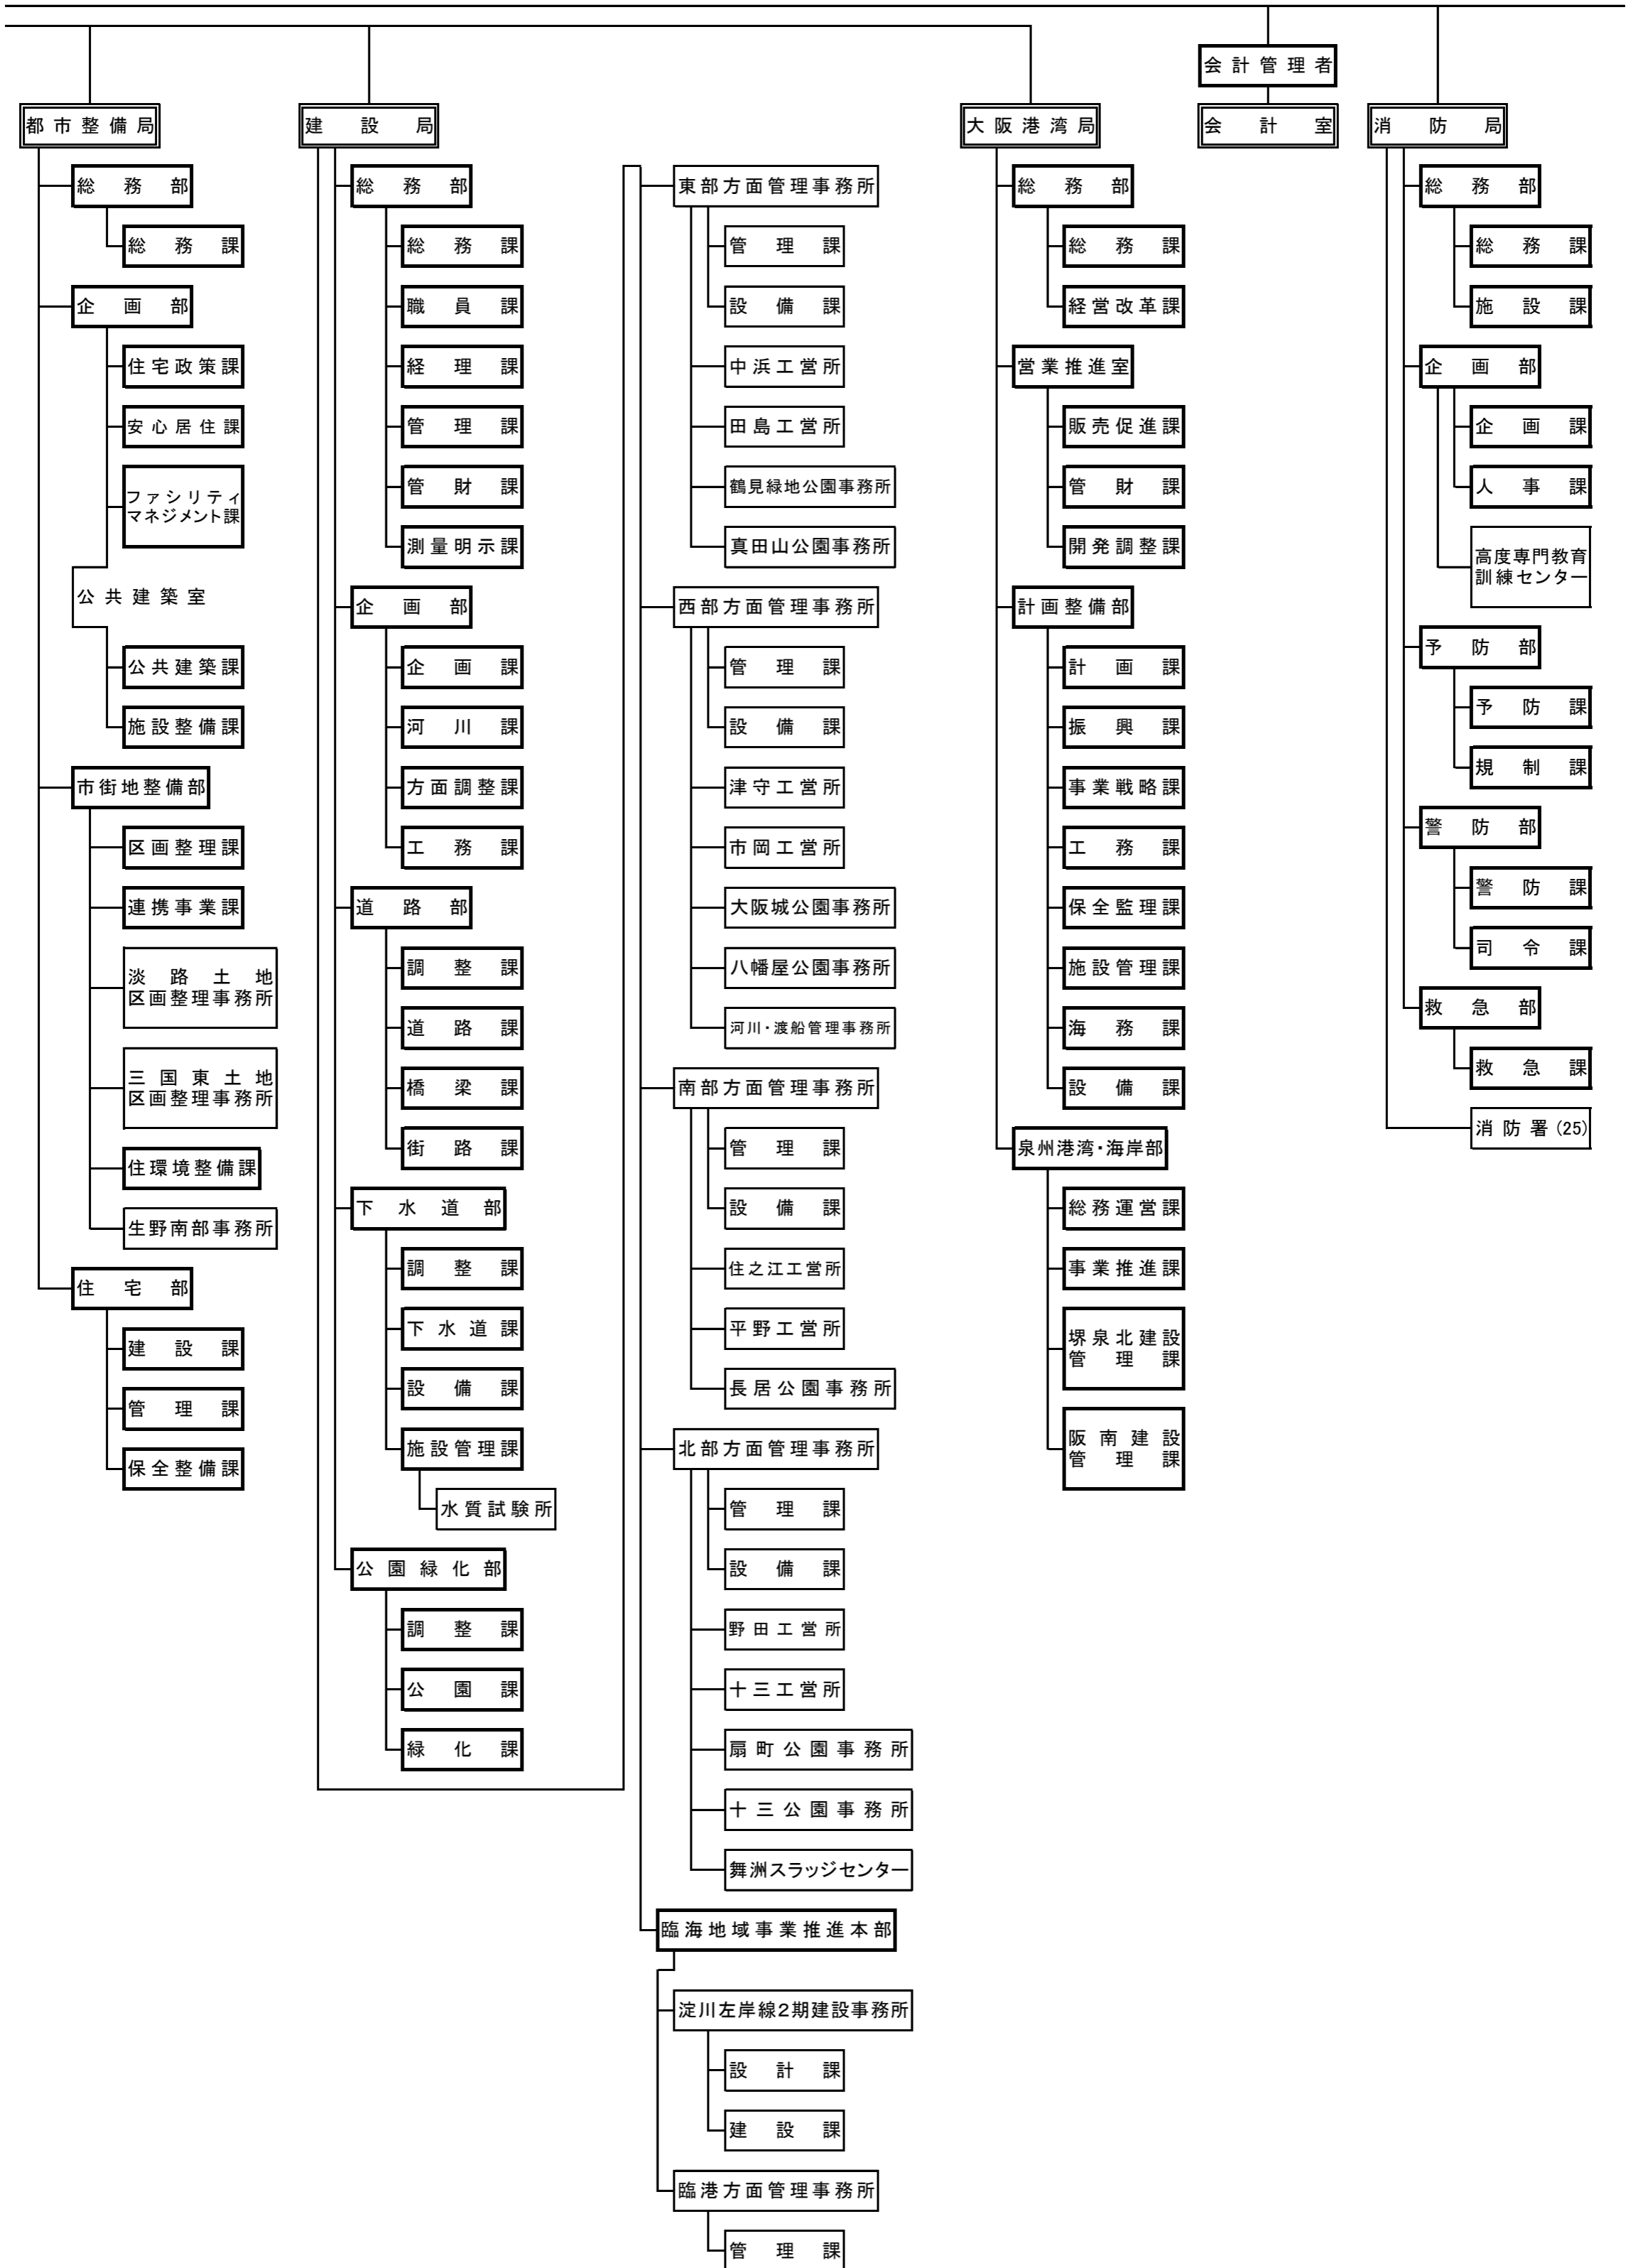 会計管理者
都市整備局
建設局
大阪港湾局
会計室
消防局
総務部
総務課
企画部
住宅政策課
安心居住課
ファシリティ
マネジメント課
公共建築室
公共建築課
施設整備課
市街地整備部
区画整理課
連携事業課
淡路土地
区画整理事務所
三国東土地
区画整理事務所
住環境整備課
生野南部事務所
住宅部
建設課
管理課
保全整備課
総務部
総務課
職員課
経理課
管理課
管財課
測量明示課
企画部
企画課
河川課
方面調整課
工務課
道路部
調整課
道路課
橋梁課
街路課
下水道部
調整課
下水道課
設備課
施設管理課
水質試験所
公園緑化部
調整課
公園課
緑化課
東部方面管理事務所
管理課
設備課
中浜工営所
田島工営所
鶴見緑地公園事務所
真田山公園事務所
西部方面管理事務所
管理課
設備課
津守工営所
市岡工営所
大阪城公園事務所
八幡屋公園事務所
河川・渡船管理事務所
南部方面管理事務所
管理課
設備課
住之江工営所
平野工営所
長居公園事務所
北部方面管理事務所
管理課
設備課
野田工営所
十三工営所
扇町公園事務所
十三公園事務所
舞洲スラッジセンター
臨海地域事業推進本部
淀川左岸線2期建設事務所
設計課
建設課
臨港方面管理事務所
管理課
総務部
総務課
経営改革課
営業推進室
販売促進課
管財課
開発調整課
計画整備部
計画課
振興課
事業戦略課
工務課
保全監理課
施設管理課
海務課
設備課
泉州港湾・海岸部
総務運営課
事業推進課
堺泉北建設
管理課
阪南建設
管理課
総務部
総務課
施設課
企画部
企画課
人事課
高度専門教育
訓練センター
予防部
予防課
規制課
警防部
警防課
司令課
救急部
救急課
消防署(25)